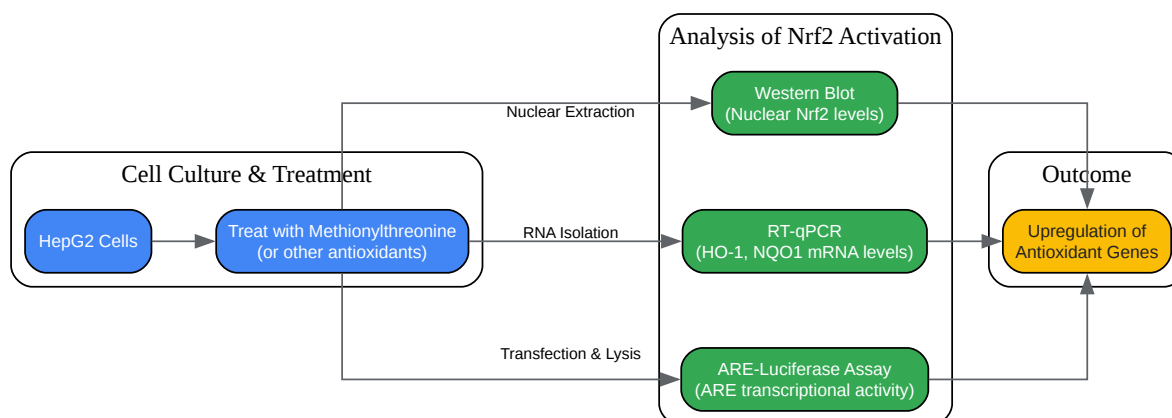 Analysis of Nrf2 Activation
Western Blot
(Nuclear Nrf2 levels)
Nuclear Extraction
Cell Culture & Treatment
Outcome
HepG2 Cells
Treat with Methionylthreonine
(or other antioxidants)
RNA Isolation
RT-qPCR
(HO-1, NQO1 mRNA levels)
Upregulation of
Antioxidant Genes
Transfection & Lysis
ARE-Luciferase Assay
(ARE transcriptional activity)